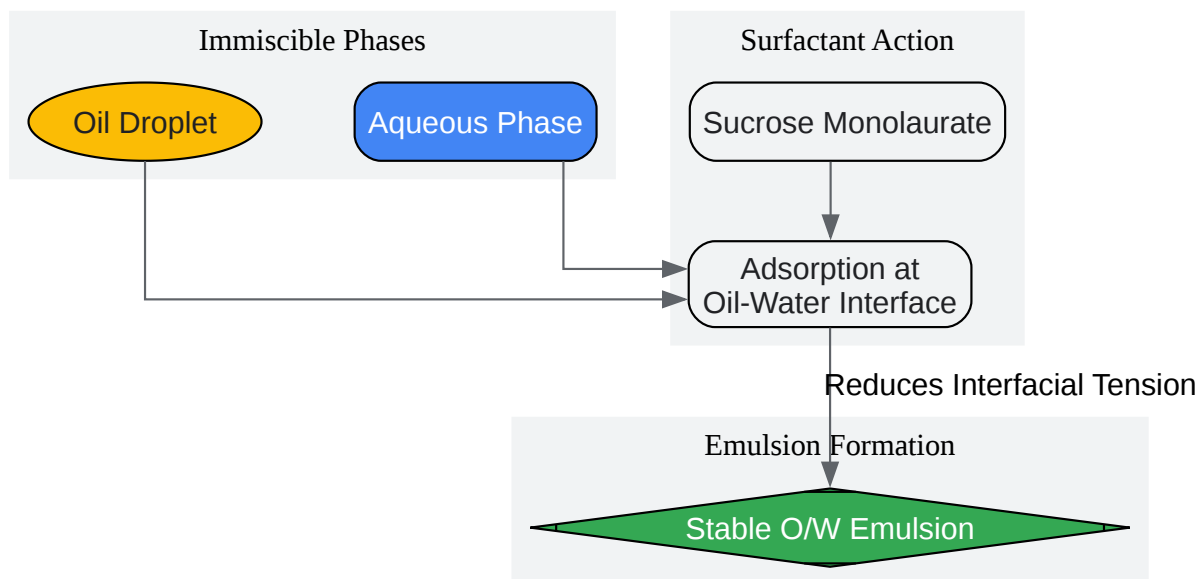 Immiscible Phases
Surfactant Action
Oil Droplet
Aqueous Phase
Sucrose Monolaurate
Adsorption at
Oil-Water Interface
Reduces Interfacial Tension
Emulsion Formation
Stable O/W Emulsion